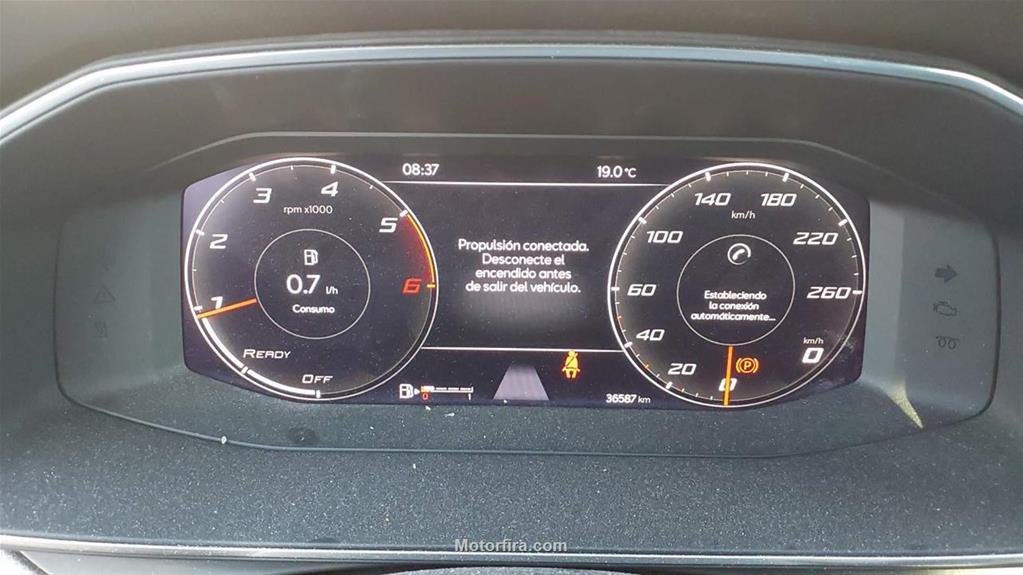 08:37
19.0 °C
1
2
3
4
5
6
rpm x1000
0.7 l/h
Consumo
READY
OFF
Propulsión conectada.
Desconecte el
encendido antes
de salir del vehículo.
0
20
40
60
100
140
180
220
260
km/h
Estableciendo
la conexión
automáticamente...
km/h
0
(P)
0
1
36587 km
Motorfira.com